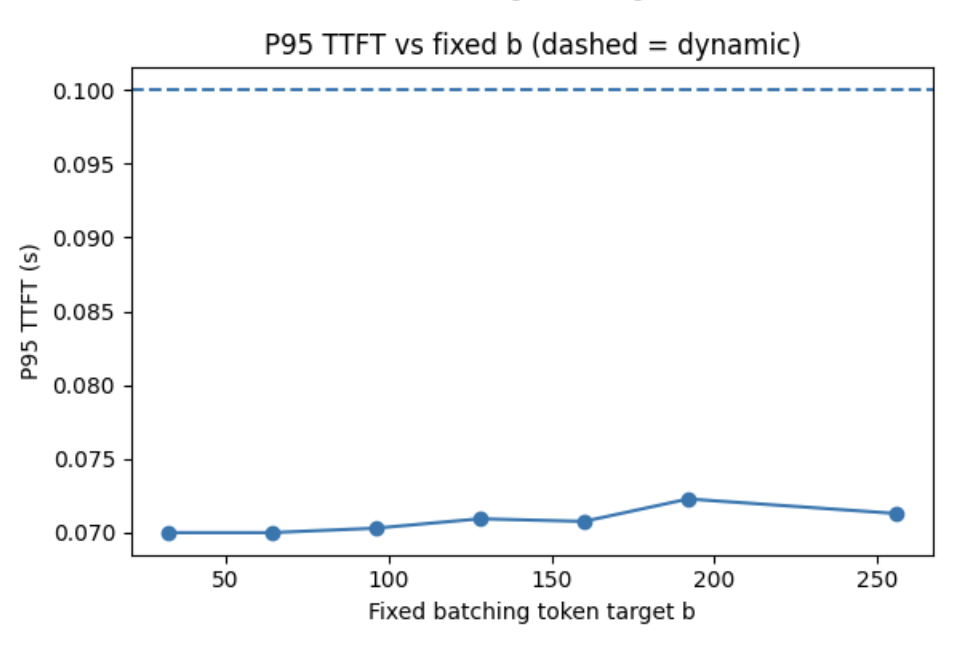 P95 TTFT vs fixed b (dashed = dynamic)
0.100
0.095
0.090
0.085
0.080
0.075
0.070
P95 TTFT (s)
50 100 150 200 250
Fixed batching token target b